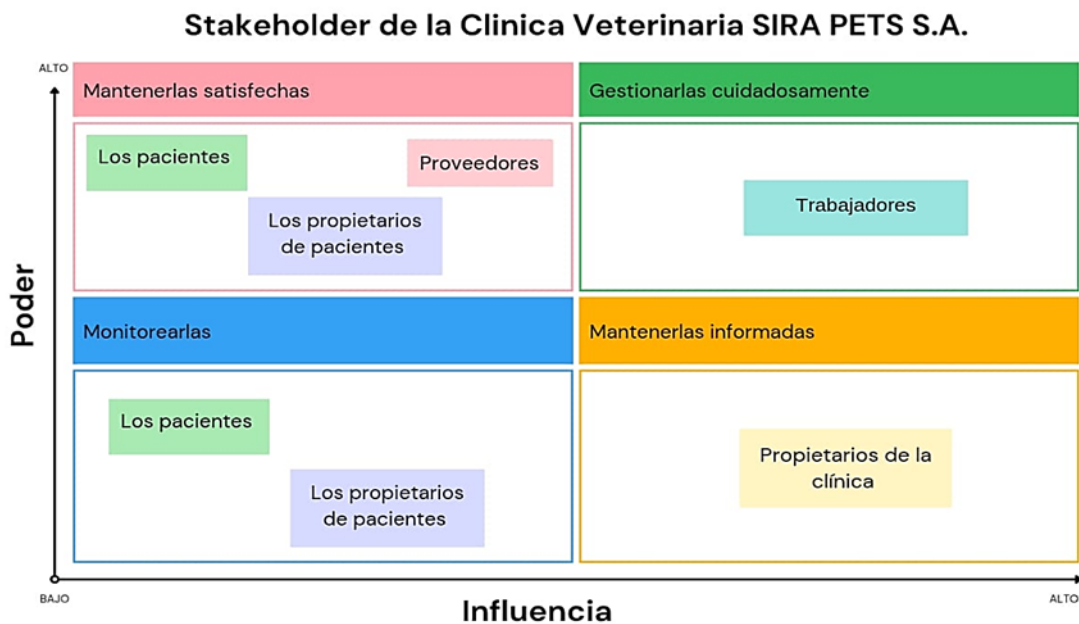 Stakeholder de la Clinica Veterinaria SIRA PETS S.A.
ALTO
Mantenerlas satisfechas
Gestionarlas cuidadosamente
Los pacientes
Proveedores
Los propietarios
de pacientes
Trabajadores
Poder
Monitorearlas
Mantenerlas informadas
Los pacientes
Los propietarios
de pacientes
Propietarios de la
clínica
BAJO
Influencia
ALTO